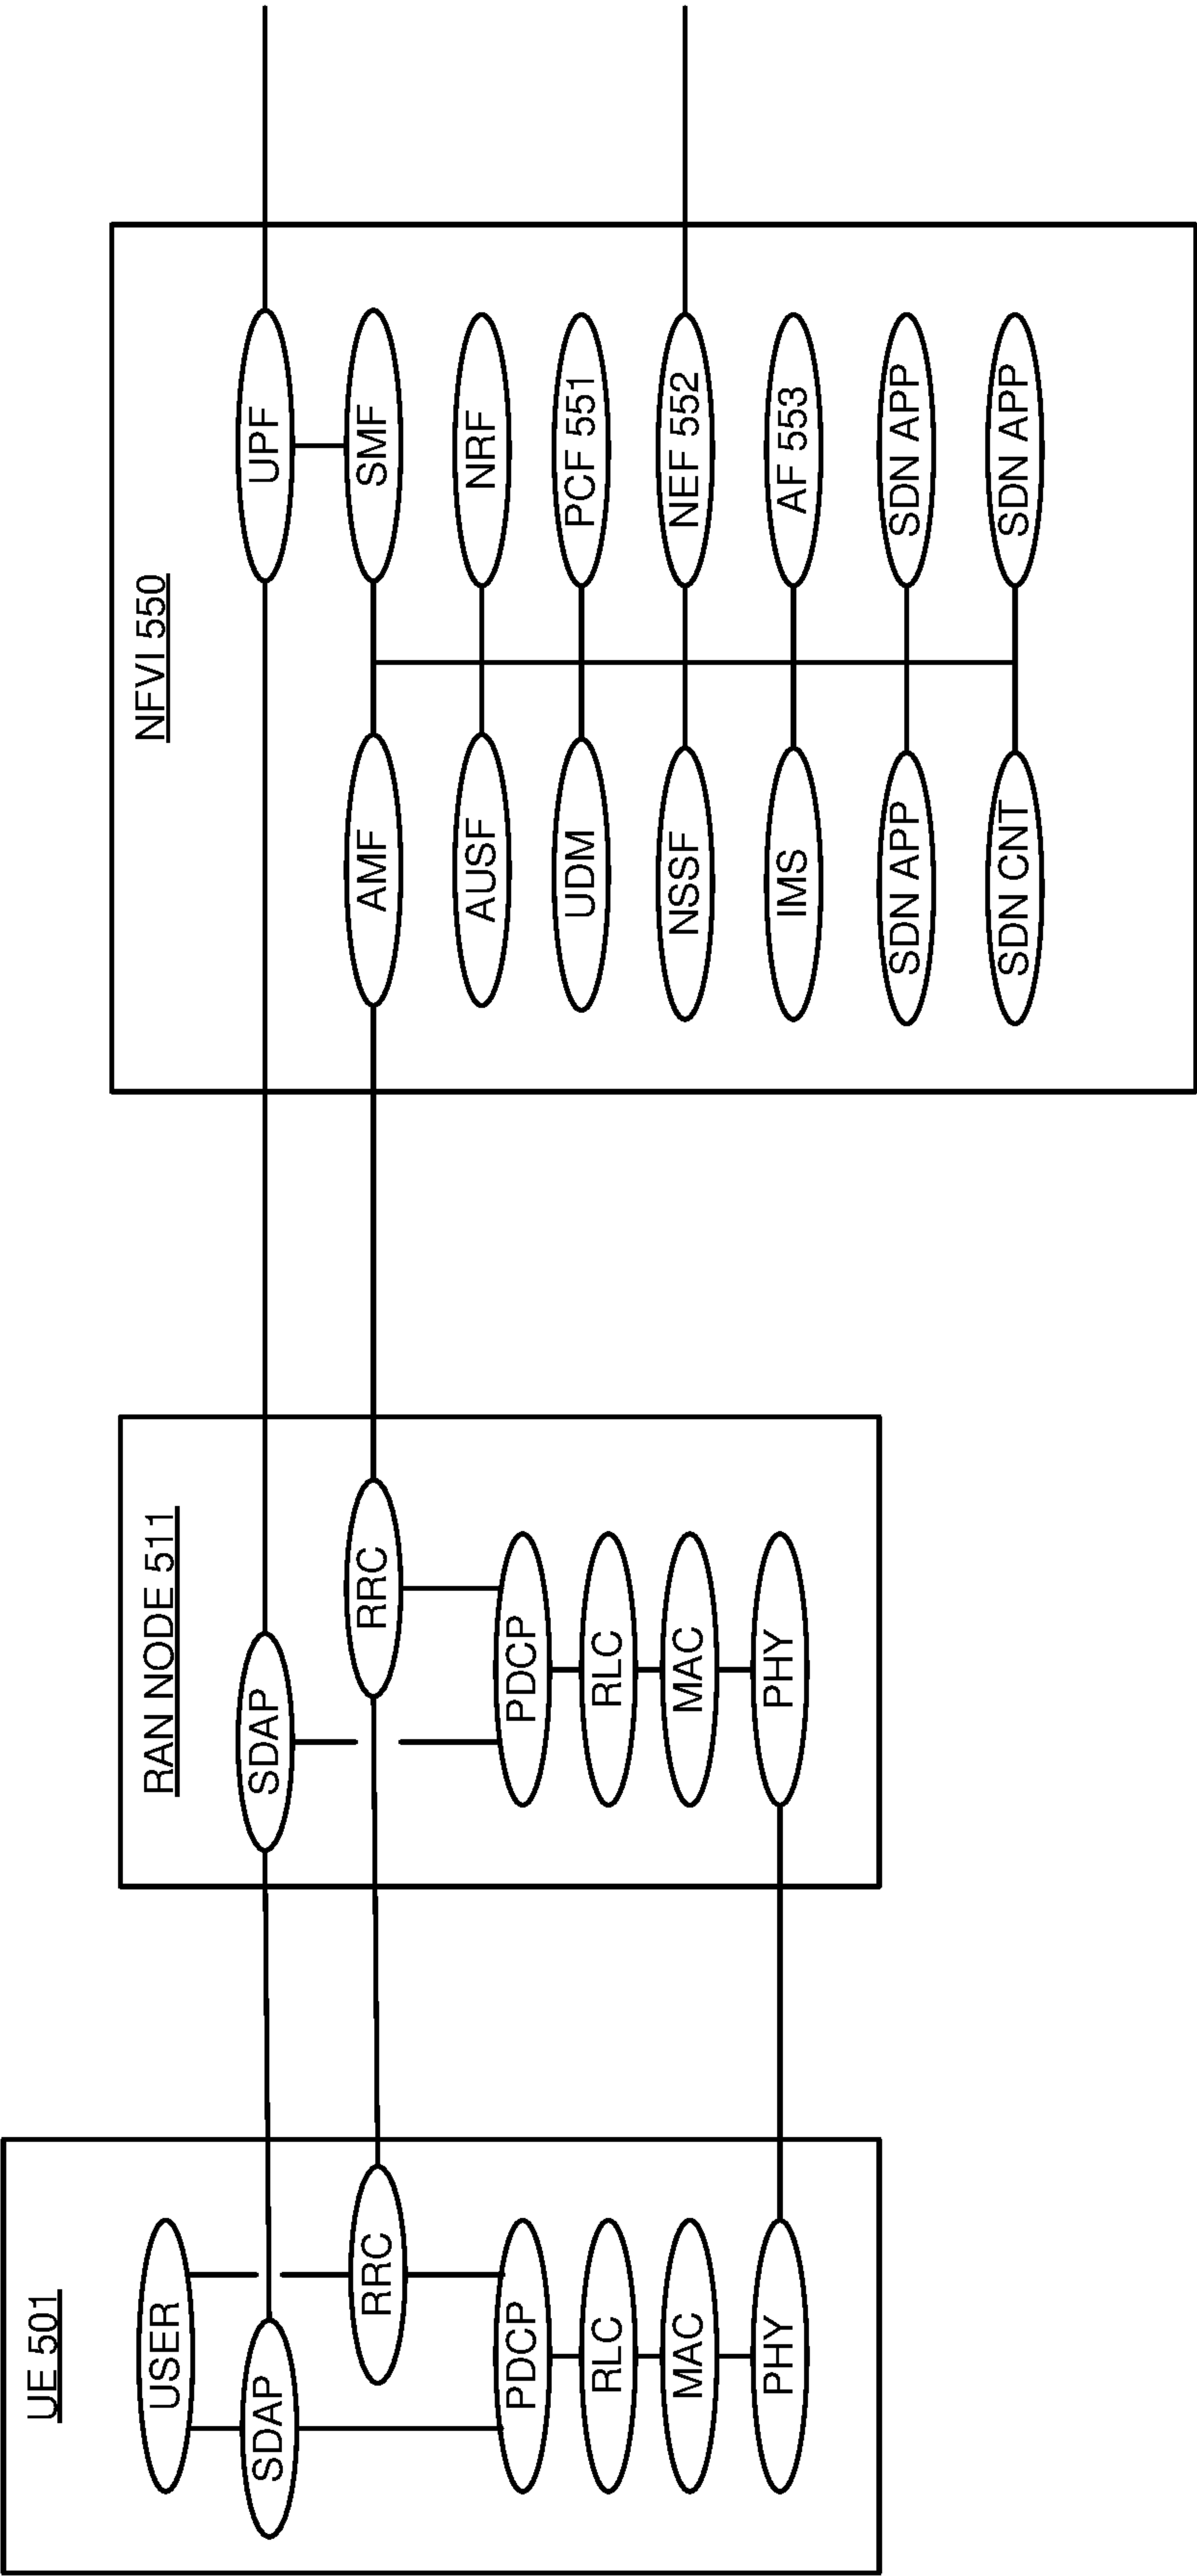 UE 501
USER
SDAP
RRC
PDCP
RLC
MAC
PHY
RAN NODE 511
SDAP
RRC
PDCP
RLC
MAC
PHY
NFVI 550
UPF
AMF
SMF
AUSF
NRF
UDM
PCF 551
NSSF
NEF 552
IMS
AF 553
SDN APP
SDN APP
SDN CNT
SDN APP